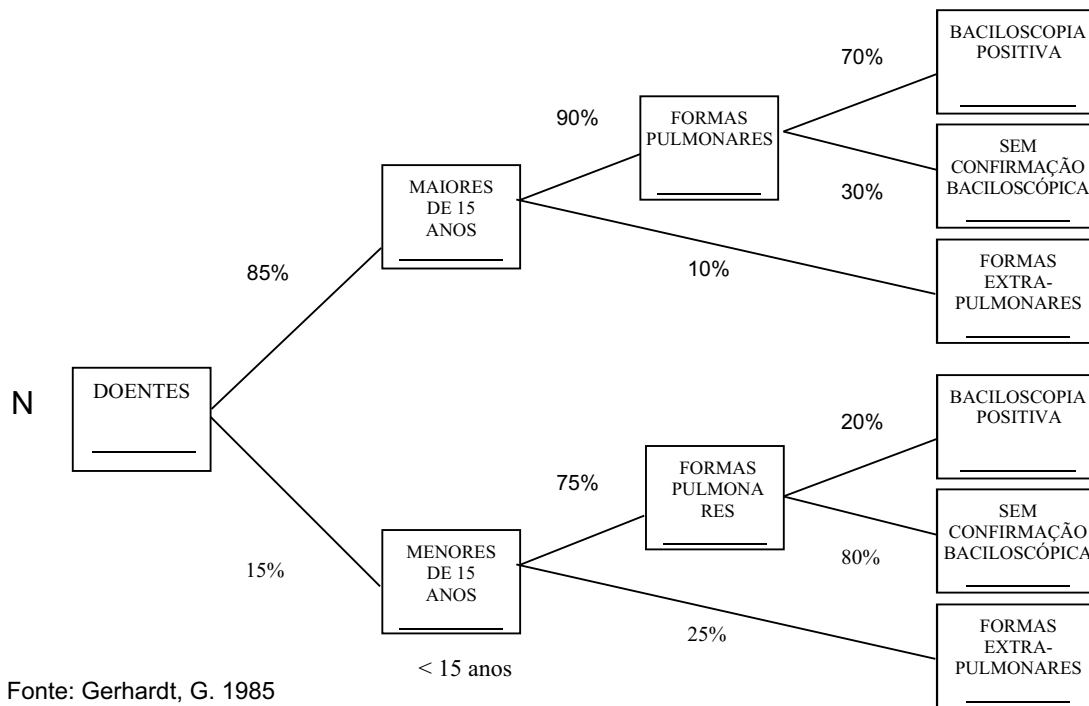 BACILOSCOPIA
POSITIVA
70%
90%
FORMAS
PULMONARES
SEM
CONFIRMAÇÃO
BACILOSCÓPICA
30%
MAIORES
DE 15
ANOS
10%
FORMAS
EXTRA-
PULMONARES
85%
N
DOENTES
BACILOSCOPIA
POSITIVA
20%
75%
FORMAS
PULMONA
RES
SEM
CONFIRMAÇÃO
BACILOSCÓPICA
80%
15%
MENORES
DE 15
ANOS
25%
FORMAS
EXTRA-
PULMONARES
< 15 anos
Fonte: Gerhardt, G. 1985